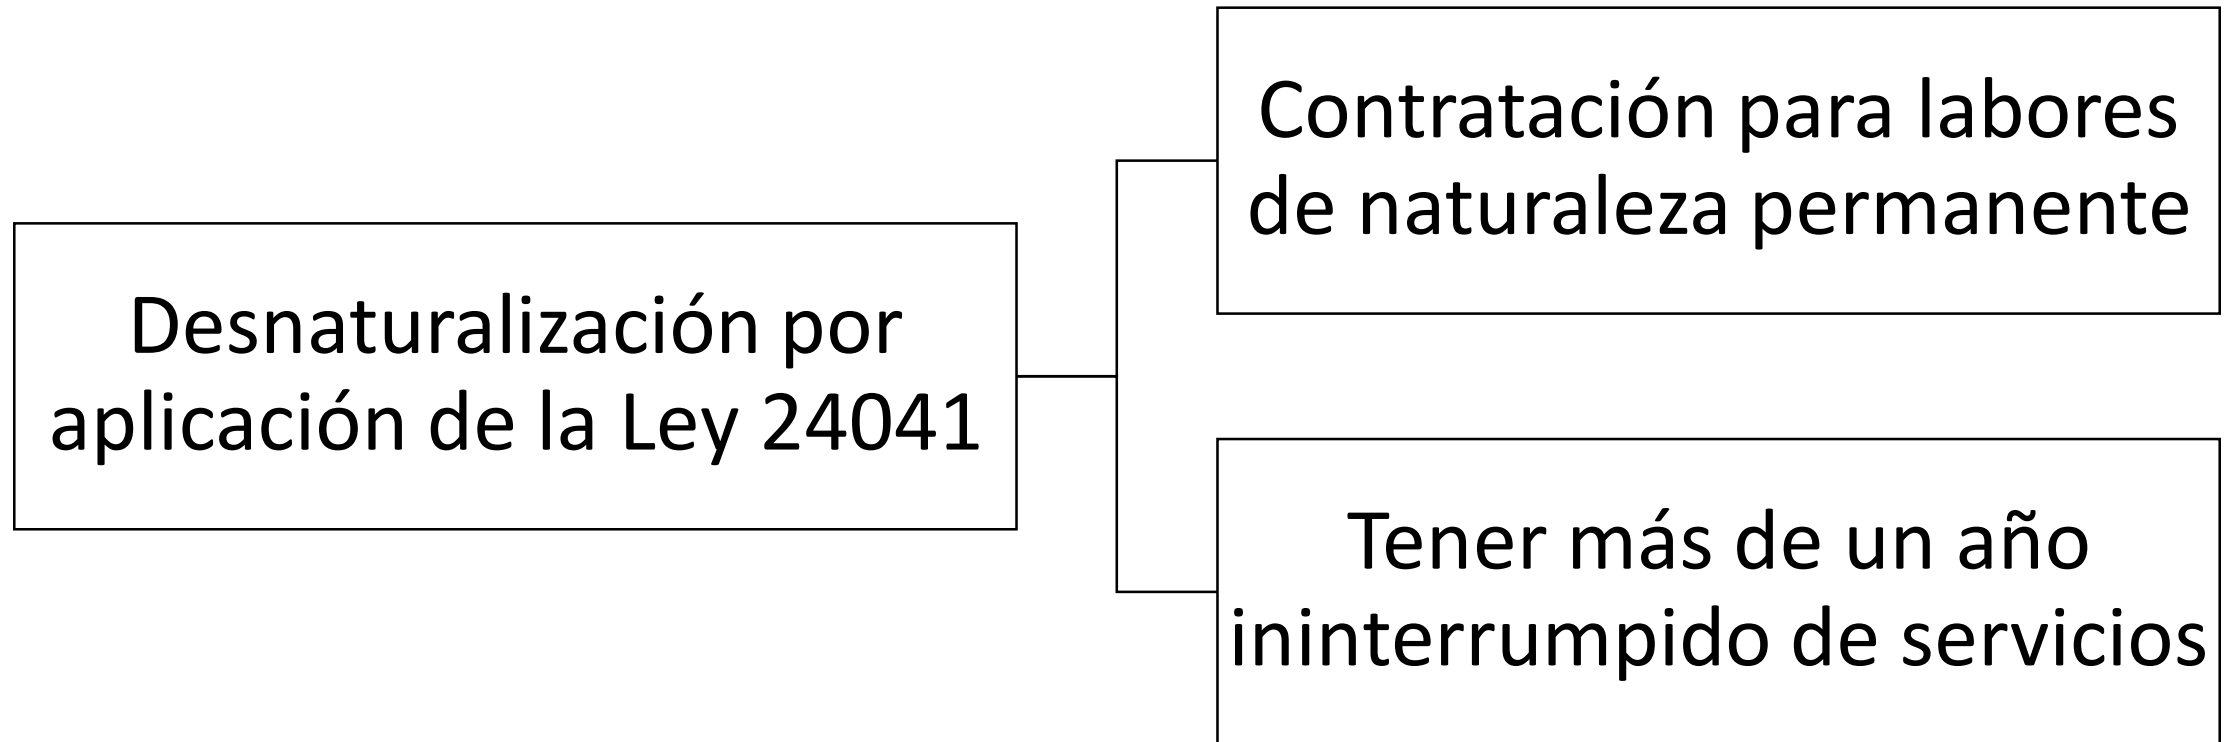 Desnaturalización por
aplicación de la Ley 24041
Contratación para labores
de naturaleza permanente
Tener más de un año
ininterrumpido de servicios